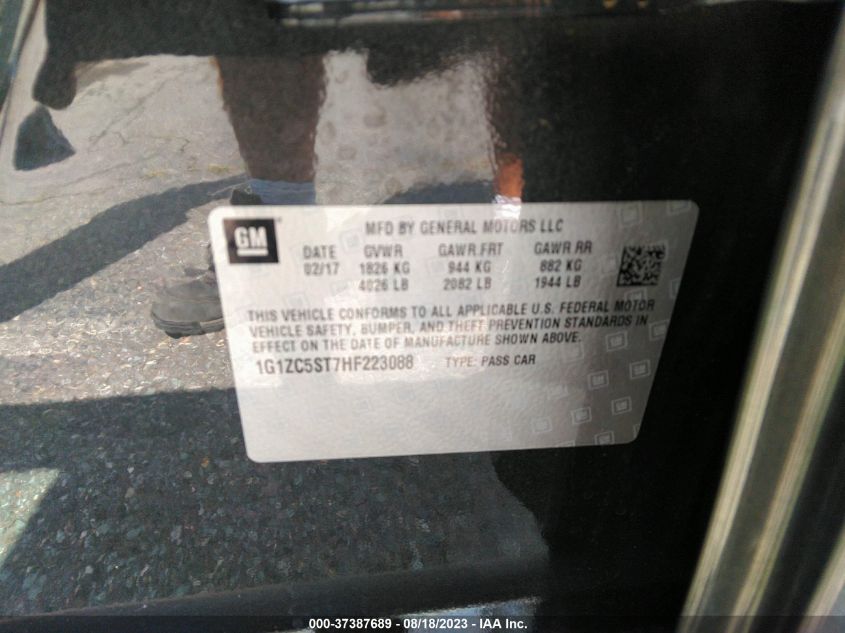 GM
MFD BY GENERAL MOTORS LLC
DATE GVWR GAWR FRT GAWR RR
02/17 1826 KG 944 KG 882 KG
4026 LB 2082 LB 1944 LB
THIS VEHICLE CONFORMS TO ALL APPLICABLE U.S. FEDERAL MOTOR
VEHICLE SAFETY, BUMPER, AND THEFT PREVENTION STANDARDS IN
EFFECT ON THE DATE OF MANUFACTURE SHOWN ABOVE.
1G1ZC5ST7HF223088 TYPE: PASS CAR
000-37387689 / 08/18/2023 - IAA Inc.